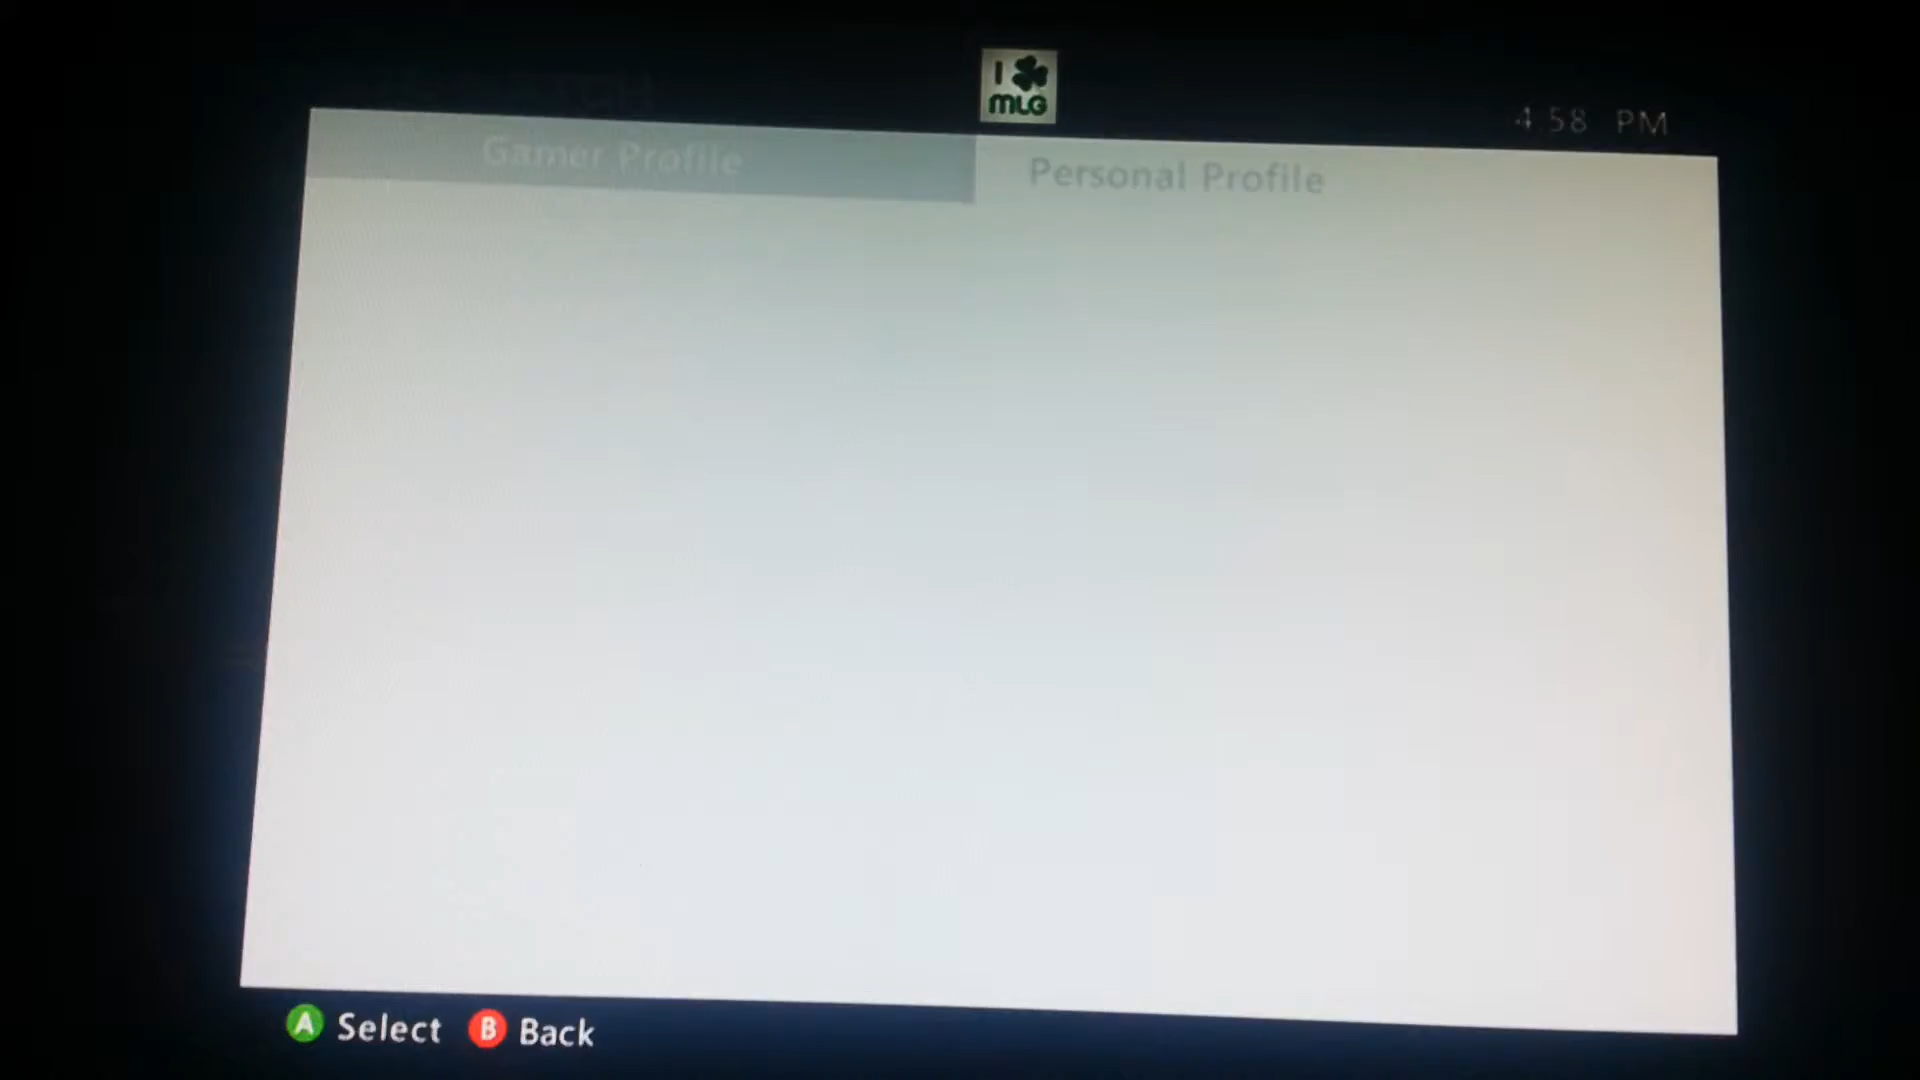 I
MLG
4:58 PM
Gamer Profile
Personal Profile
A Select B Back